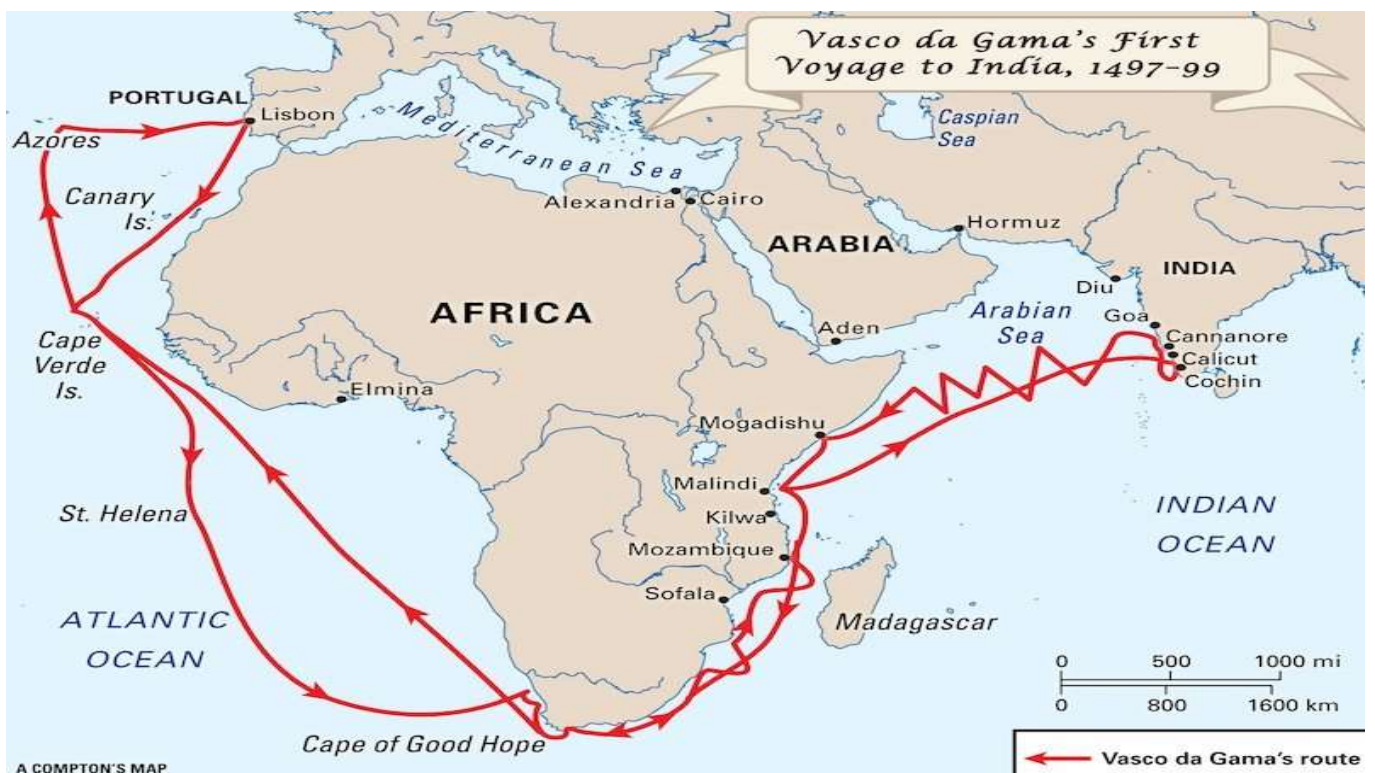 Vasco da Gama's First
Voyage to India, 1497–99
PORTUGAL
Lisbon
Azores
Mediterranean Sea
Caspian
Sea
Canary
Is.
Alexandria
Cairo
Hormuz
ARABIA
INDIA
Diu
AFRICA
Arabian
Sea
Goa
Aden
Cannanore
Cape
Verde
Is.
Calicut
Cochin
Elmina
Mogadishu
Malindi
St. Helena
Kilwa
INDIAN
OCEAN
Mozambique
Sofala
ATLANTIC
OCEAN
Madagascar
0 500 1000 mi
0 800 1600 km
Cape of Good Hope
Vasco da Gama's route
A COMPTON'S MAP